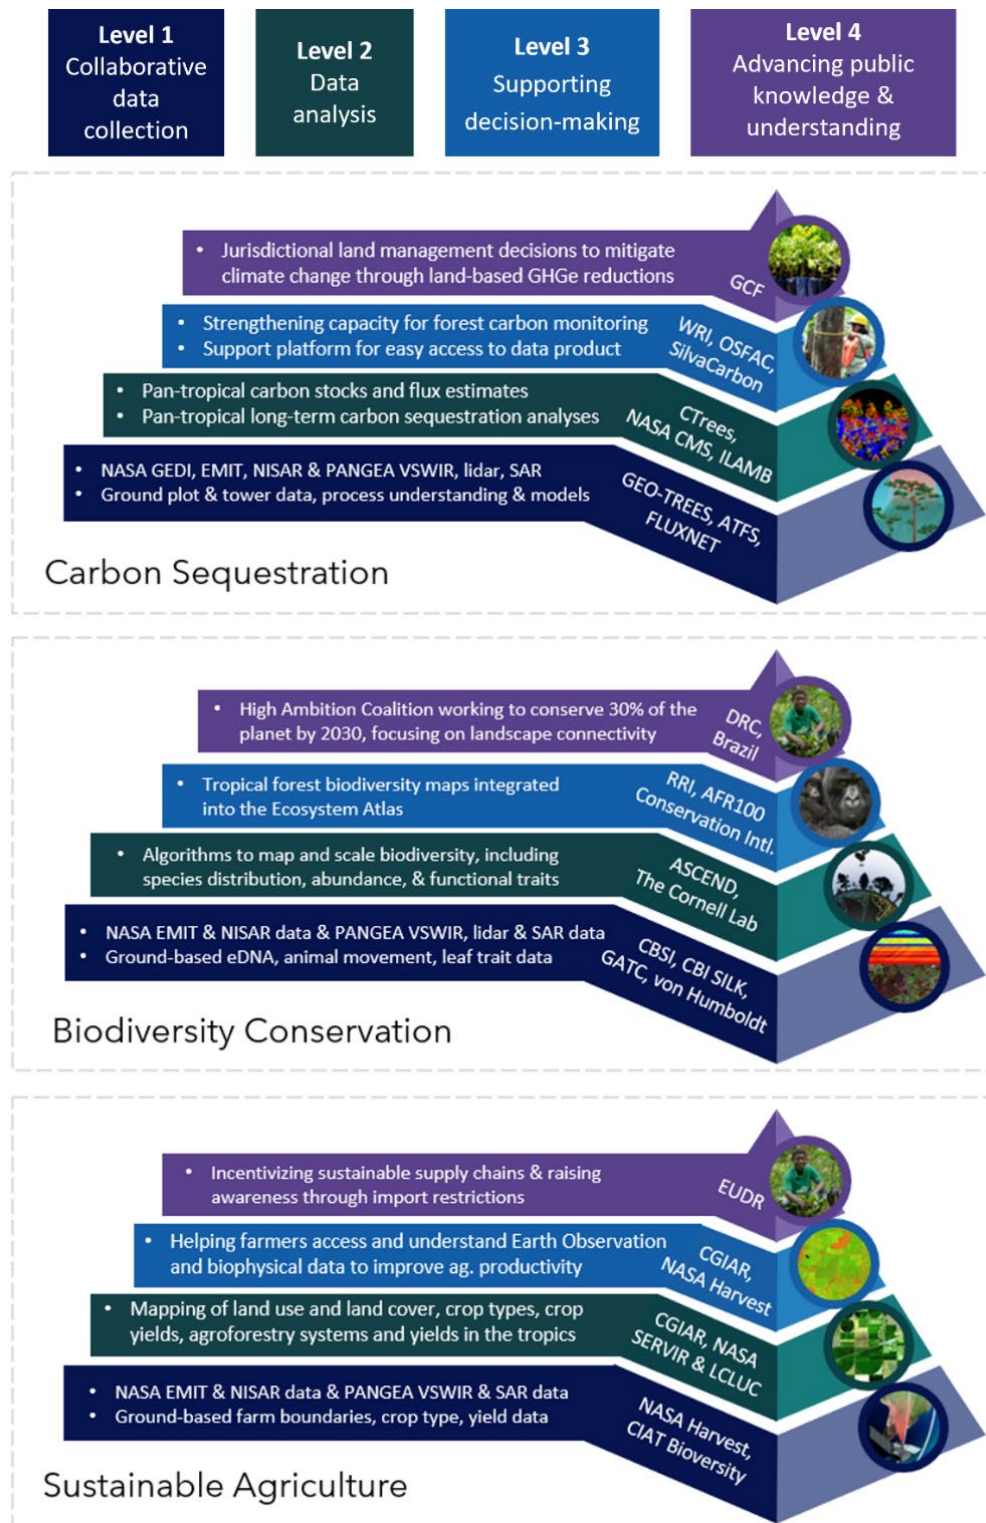 Level 1
Collaborative
data
collection
Level 2
Data
analysis
Level 3
Supporting
decision-making
Level 4
Advancing public
knowledge &
understanding
• Jurisdictional land management decisions to mitigate
climate change through land-based GHGe reductions
GCF
• Strengthening capacity for forest carbon monitoring
• Support platform for easy access to data product
WRI, OSFAC,
SilvaCarbon
• Pan-tropical carbon stocks and flux estimates
• Pan-tropical long-term carbon sequestration analyses
CTrees,
NASA CMS, ILAMB
• NASA GEDI, EMIT, NISAR & PANGEA VSWIR, lidar, SAR
• Ground plot & tower data, process understanding & models
GEO-TREES, ATFS,
FLUXNET
Carbon Sequestration
• High Ambition Coalition working to conserve 30% of the
planet by 2030, focusing on landscape connectivity
DRC,
Brazil
• Tropical forest biodiversity maps integrated
into the Ecosystem Atlas
RRI, AFR100
Conservation Intl.
• Algorithms to map and scale biodiversity, including
species distribution, abundance, & functional traits
ASCEND,
The Cornell Lab
• NASA EMIT & NISAR data & PANGEA VSWIR, lidar & SAR data
• Ground-based eDNA, animal movement, leaf trait data
CBSI, CBI SILK,
GATC, von Humboldt
Biodiversity Conservation
• Incentivizing sustainable supply chains & raising
awareness through import restrictions
EUDR
• Helping farmers access and understand Earth Observation
and biophysical data to improve ag. productivity
CGIAR,
NASA Harvest
• Mapping of land use and land cover, crop types, crop
yields, agroforestry systems and yields in the tropics
CGIAR, NASA
SERVIR & LCLUC
• NASA EMIT & NISAR data & PANGEA VSWIR & SAR data
• Ground-based farm boundaries, crop type, yield data
NASA Harvest,
CIAT Bioversity
Sustainable Agriculture